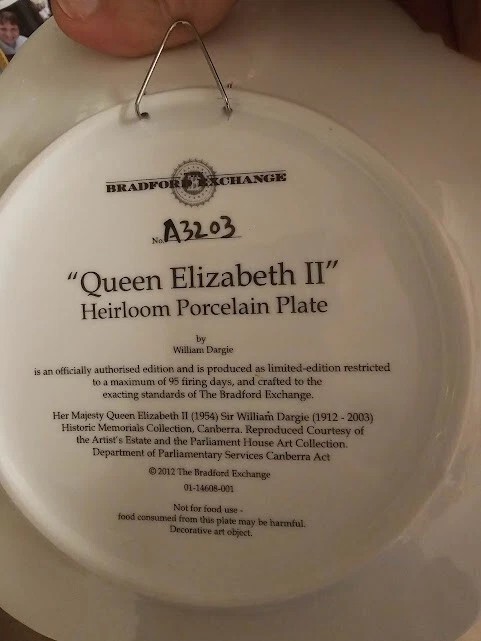 BRADFORD EXCHANGE
No. A3203
“Queen Elizabeth II”
Heirloom Porcelain Plate
by
William Dargie
is an officially authorised edition and is produced as limited-edition restricted
to a maximum of 95 firing days, and crafted to the
exacting standards of The Bradford Exchange.
Her Majesty Queen Elizabeth II (1954) Sir William Dargie (1912 - 2003)
Historic Memorials Collection, Canberra. Reproduced Courtesy of
the Artist's Estate and the Parliament House Art Collection.
Department of Parliamentary Services Canberra Act
© 2012 The Bradford Exchange
01-14608-001
Not for food use -
food consumed from this plate may be harmful.
Decorative art object.